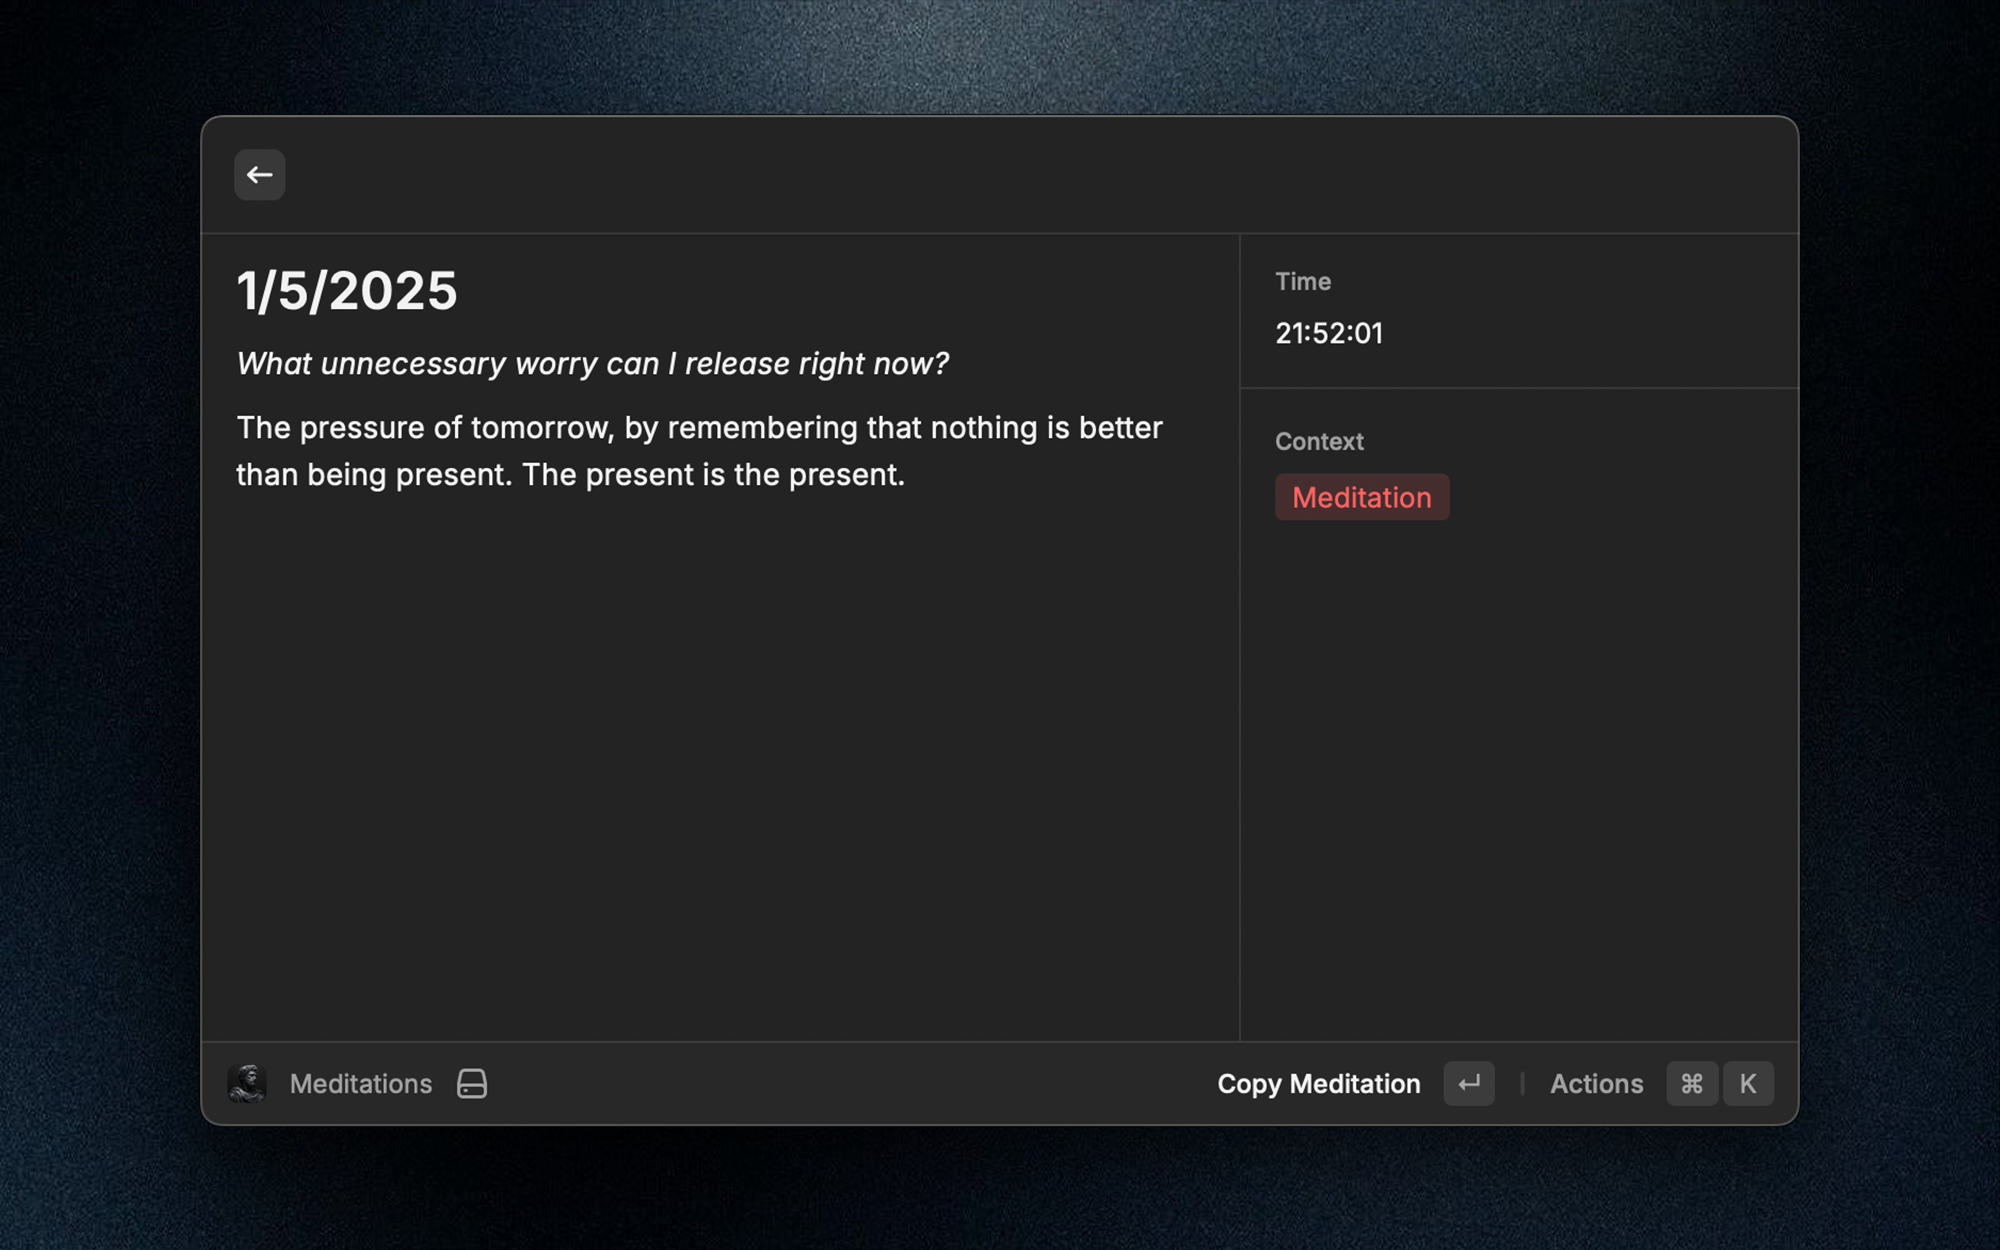 1/5/2025
What unnecessary worry can I release right now?
The pressure of tomorrow, by remembering that nothing is better
than being present. The present is the present.
Time
21:52:01
Context
Meditation
Meditations
Copy Meditation
Actions ⌘ K